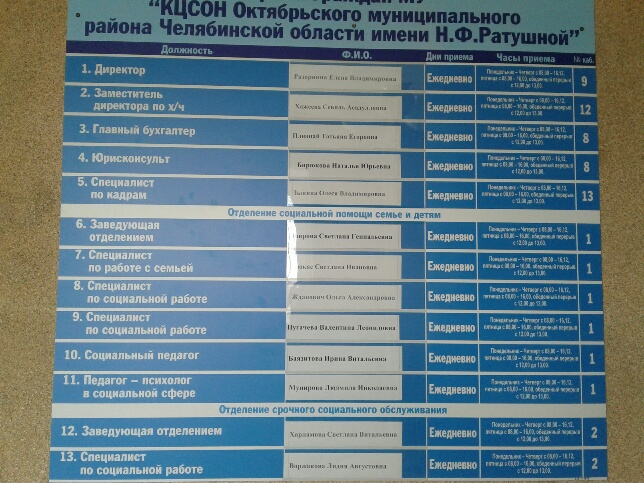 "КЦСОН Октябрьского муниципального
района Челябинской области имени Н.Ф.Ратушной"
Должность Ф.И.О. Дни приема Часы приема № каб.
1. Директор Елена Владимировна Ежедневно Понедельник – Четверг с 08.00 – 16.12, пятница с 08.00 – 16.00, обеденный перерыв с 12.00 до 13.00. 9
2. Заместитель
директора по х/ч Ежедневно Понедельник – Четверг с 08.00 – 16.12, пятница с 08.00 – 16.00, обеденный перерыв с 12.00 до 13.00. 12
3. Главный бухгалтер Татьяна Егоровна Ежедневно Понедельник – Четверг с 08.00 – 16.12, пятница с 08.00 – 16.00, обеденный перерыв с 12.00 до 13.00. 8
4. Юрисконсульт Бирюкова Наталья Юрьевна Ежедневно Понедельник – Четверг с 08.00 – 16.12, пятница с 08.00 – 16.00, обеденный перерыв с 12.00 до 13.00. 8
5. Специалист
по кадрам Олеся Владимировна Ежедневно Понедельник – Четверг с 08.00 – 16.12, пятница с 08.00 – 16.00, обеденный перерыв с 12.00 до 13.00. 13
Отделение социальной помощи семье и детям
6. Заведующая
отделением Светлана Геннадьевна Ежедневно Понедельник – Четверг с 08.00 – 16.12, пятница с 08.00 – 16.00, обеденный перерыв с 12.00 до 13.00. 1
7. Специалист
по работе с семьей Светлана Ивановна Ежедневно Понедельник – Четверг с 08.00 – 16.12, пятница с 08.00 – 16.00, обеденный перерыв с 12.00 до 13.00. 1
8. Специалист
по социальной работе Жданович Ольга Александровна Ежедневно Понедельник – Четверг с 08.00 – 16.12, пятница с 08.00 – 16.00, обеденный перерыв с 12.00 до 13.00. 1
9. Специалист
по социальной работе Пугачева Валентина Леонидовна Ежедневно Понедельник – Четверг с 08.00 – 16.12, пятница с 08.00 – 16.00, обеденный перерыв с 12.00 до 13.00. 1
10. Социальный педагог Баязитова Ирина Витальевна Ежедневно Понедельник – Четверг с 08.00 – 16.12, пятница с 08.00 – 16.00, обеденный перерыв с 12.00 до 13.00. 1
11. Педагог – психолог
в социальной сфере Мунирова Людмила Николаевна Ежедневно Понедельник – Четверг с 08.00 – 16.12, пятница с 08.00 – 16.00, обеденный перерыв с 12.00 до 13.00. 1
Отделение срочного социального обслуживания
12. Заведующая отделением Харламова Светлана Витальевна Ежедневно Понедельник – Четверг с 08.00 – 16.12, пятница с 08.00 – 16.00, обеденный перерыв с 12.00 до 13.00. 2
13. Специалист
по социальной работе Варжакова Лидия Августовна Ежедневно Понедельник – Четверг с 08.00 – 16.12, пятница с 08.00 – 16.00, обеденный перерыв с 12.00 до 13.00. 2